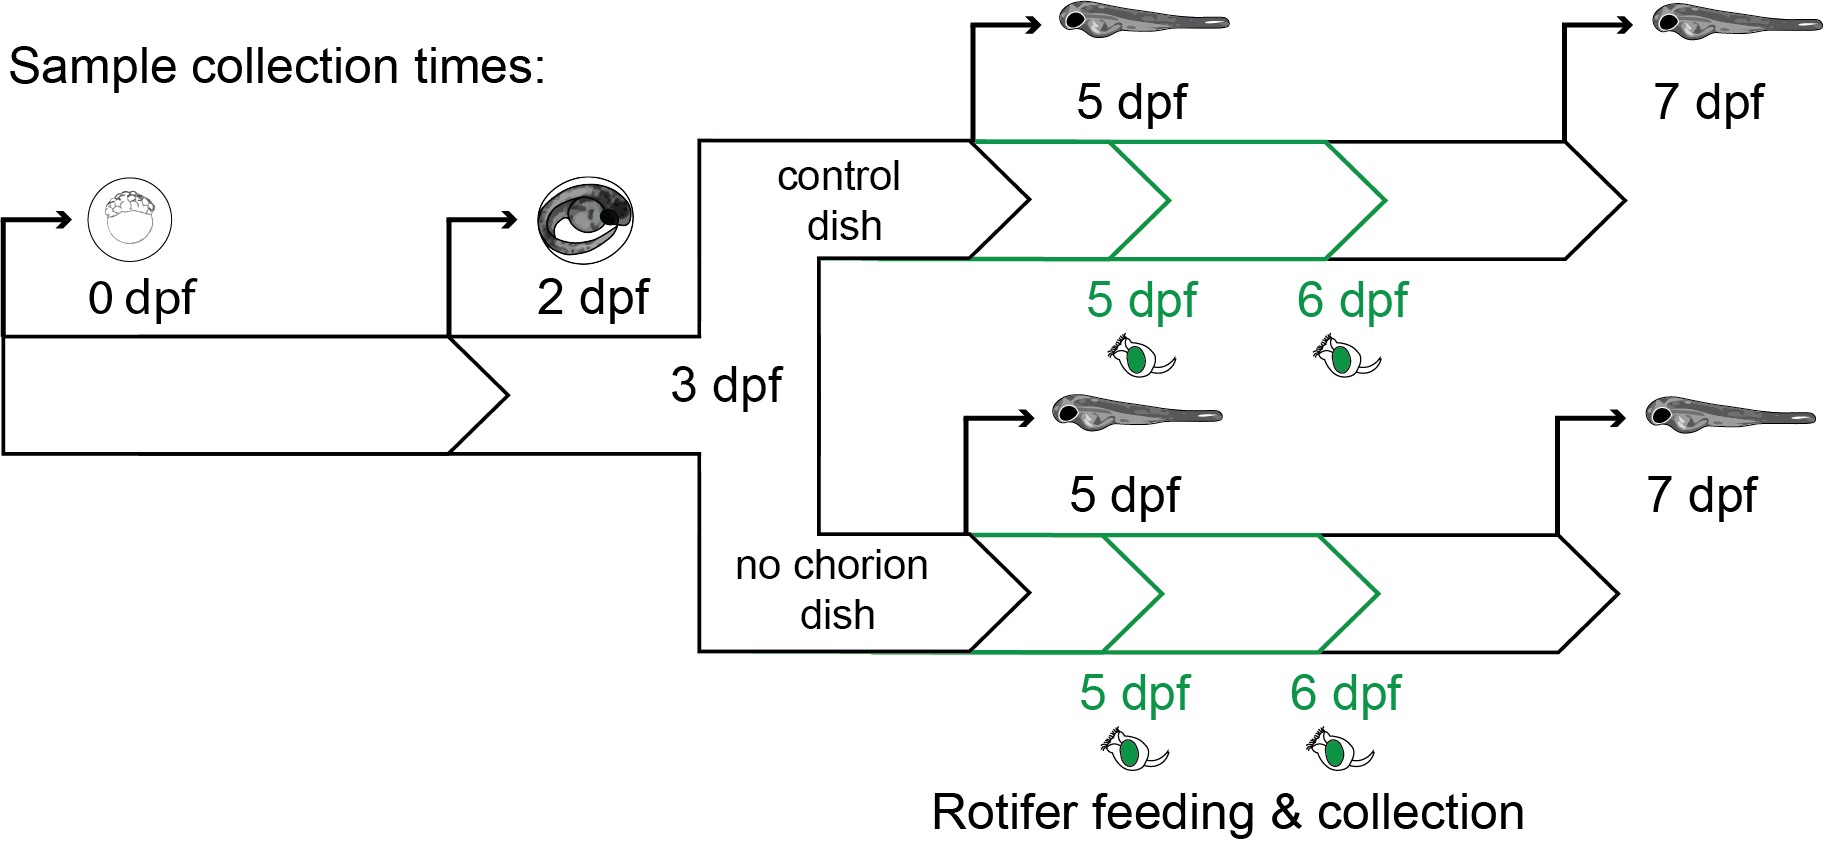 Sample collection times:
0 dpf
2 dpf
3 dpf
control
dish
5 dpf
7 dpf
5 dpf
6 dpf
no chorion
dish
5 dpf
7 dpf
5 dpf
6 dpf
Rotifer feeding & collection